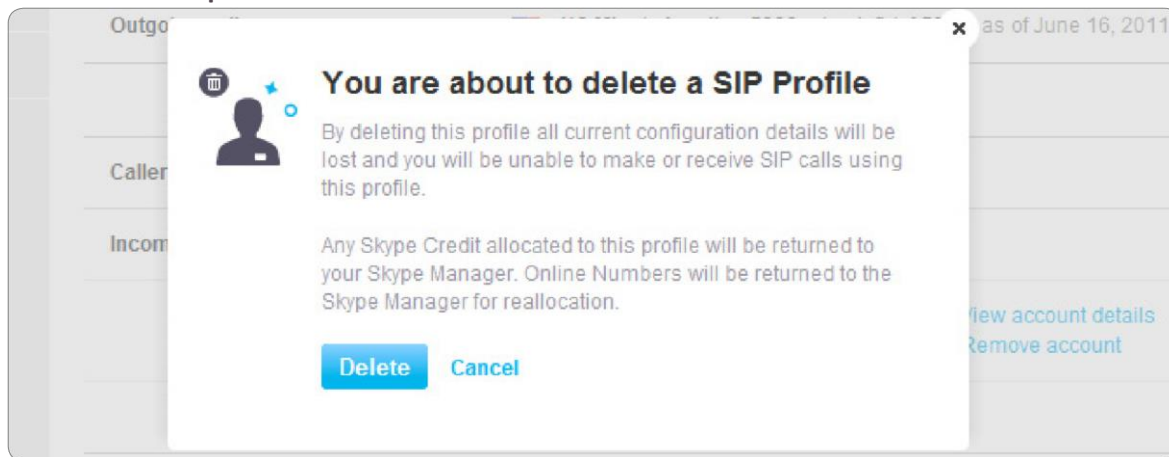 as of June 16, 2011
You are about to delete a SIP Profile
By deleting this profile all current configuration details will be
lost and you will be unable to make or receive SIP calls using
this profile.
Caller
Incom
Any Skype Credit allocated to this profile will be returned to
your Skype Manager. Online Numbers will be returned to the
Skype Manager for reallocation.
View account details
Remove account
Delete Cancel